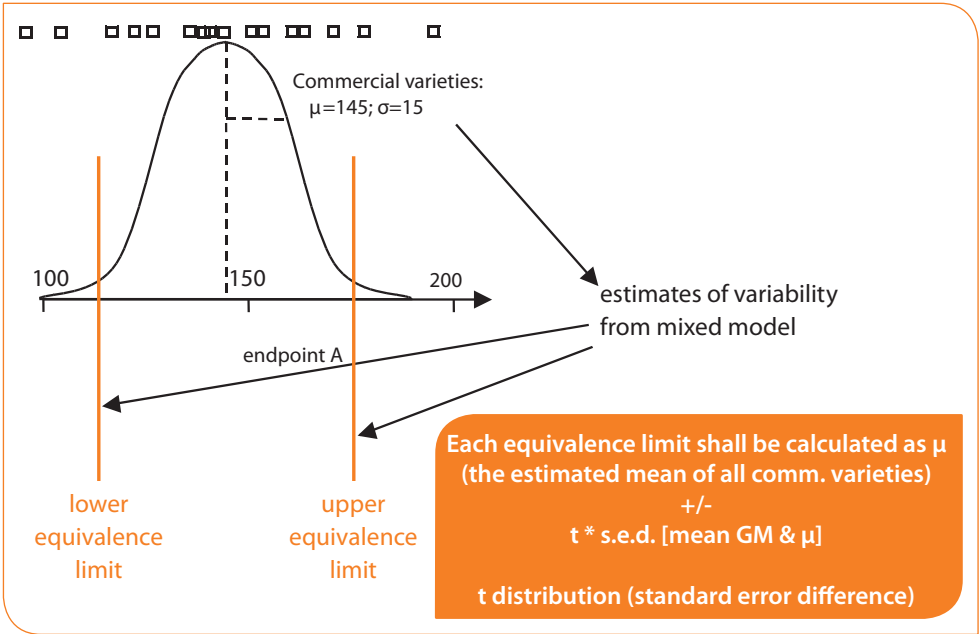 Commercial varieties:
μ=145; σ=15
100
150
200
endpoint A
estimates of variability
from mixed model
lower
equivalence
limit
upper
equivalence
limit
Each equivalence limit shall be calculated as μ
(the estimated mean of all comm. varieties)
+/-
t * s.e.d. [mean GM & μ]
t distribution (standard error difference)